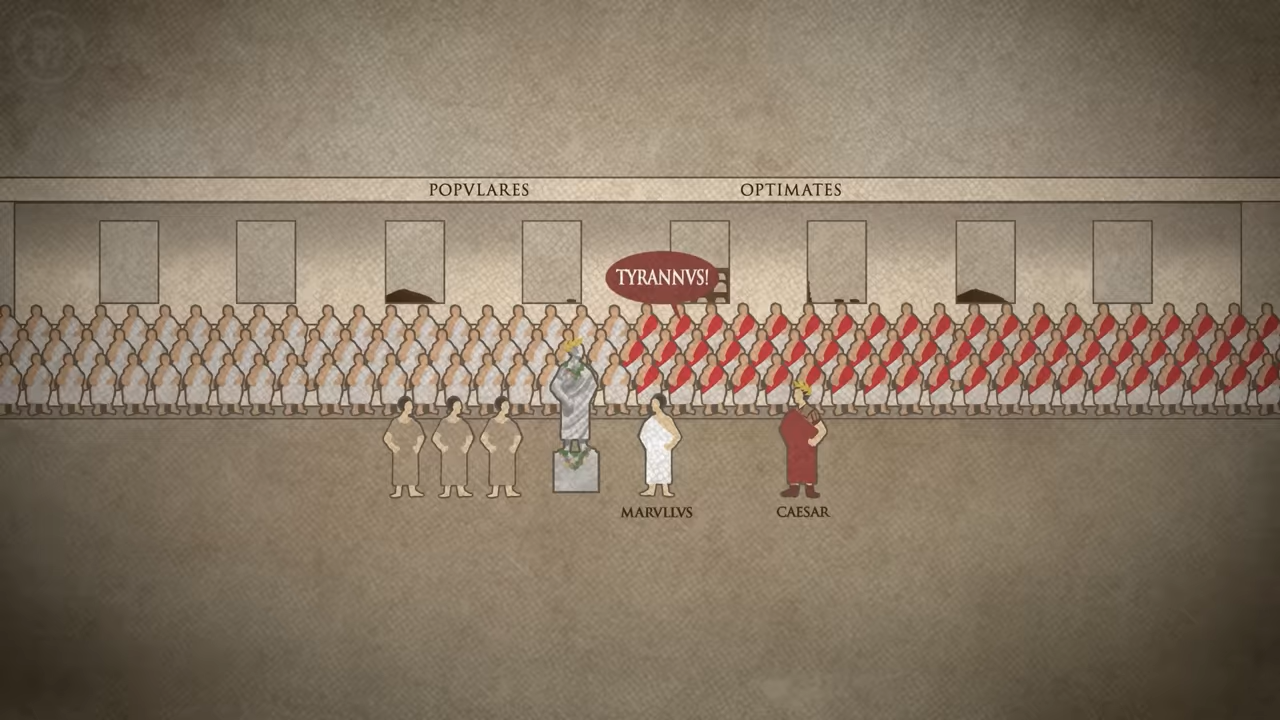 POPVLARES
OPTIMATES
TYRANNVS!
MARVLLVS
CAESAR